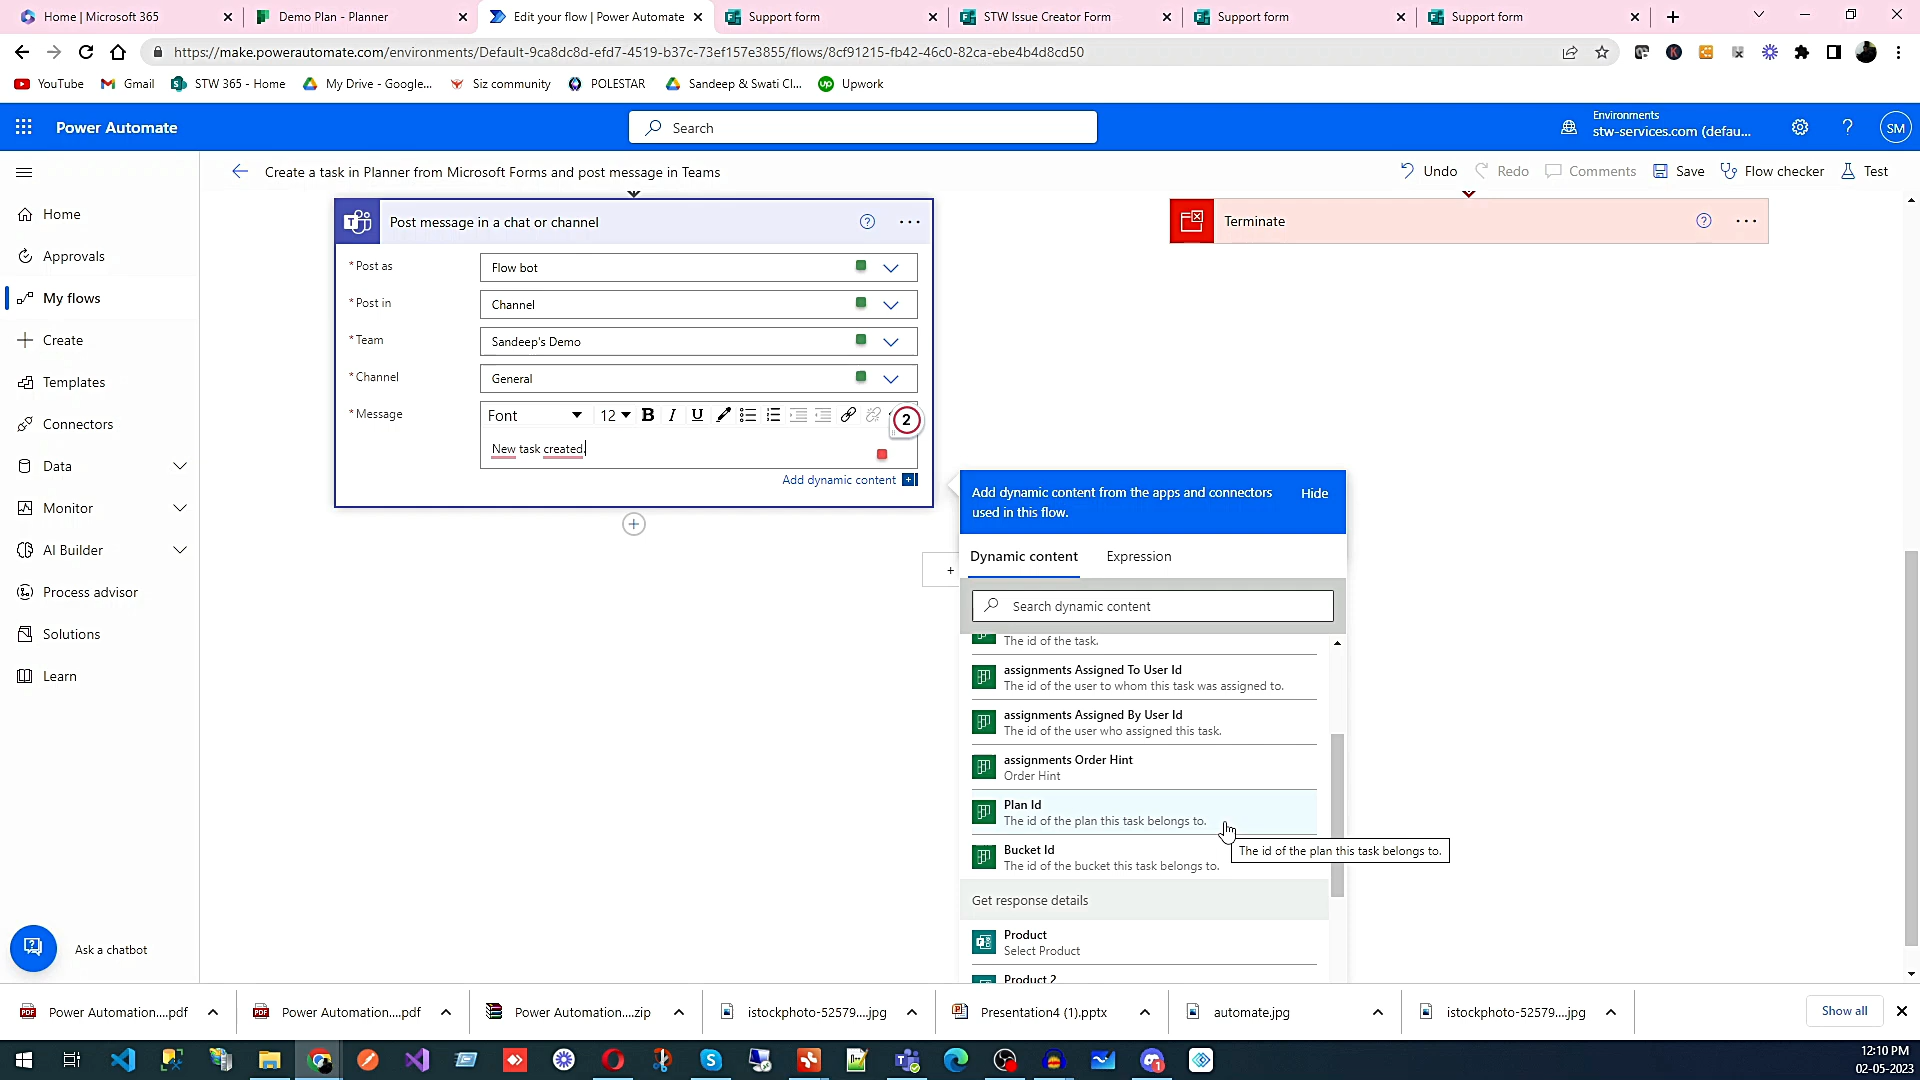 Home | Microsoft 365
Demo Plan - Planner
Edit your flow | Power Automate
Support form
STW Issue Creator Form
Support form
Support form
https://make.powerautomate.com/environments/Default-9ca8dc8d-efd7-4519-b37c-73ef157e3855/flows/8cf91215-fb42-46c0-82ca-ebe4b4d8cd50
YouTube
Gmail
STW 365 - Home
My Drive - Google...
Siz community
POLESTAR
Sandeep & Swati Cl...
Upwork
Power Automate
Search
Environments
stw-services.com (defau...
SM
Create a task in Planner from Microsoft Forms and post message in Teams
Undo
Redo
Comments
Save
Flow checker
Test
Home
Approvals
My flows
Create
Templates
Connectors
Data
Monitor
AI Builder
Process advisor
Solutions
Learn
Ask a chatbot
Post message in a chat or channel
*Post as
Flow bot
*Post in
Channel
*Team
Sandeep's Demo
*Channel
General
*Message
Font
12
B
I
U
2
New task created.
Add dynamic content
Terminate
Add dynamic content from the apps and connectors
used in this flow.
Hide
Dynamic content
Expression
Search dynamic content
The id of the task.
assignments Assigned To User Id
The id of the user to whom this task was assigned to.
assignments Assigned By User Id
The id of the user who assigned this task.
assignments Order Hint
Order Hint
Plan Id
The id of the plan this task belongs to.
The id of the plan this task belongs to.
Bucket Id
The id of the bucket this task belongs to.
Get response details
Product
Select Product
Product 2
Power Automation....pdf
Power Automation....pdf
Power Automation....zip
istockphoto-52579....jpg
Presentation4 (1).pptx
automate.jpg
istockphoto-52579....jpg
Show all
12:10 PM
02-05-2023